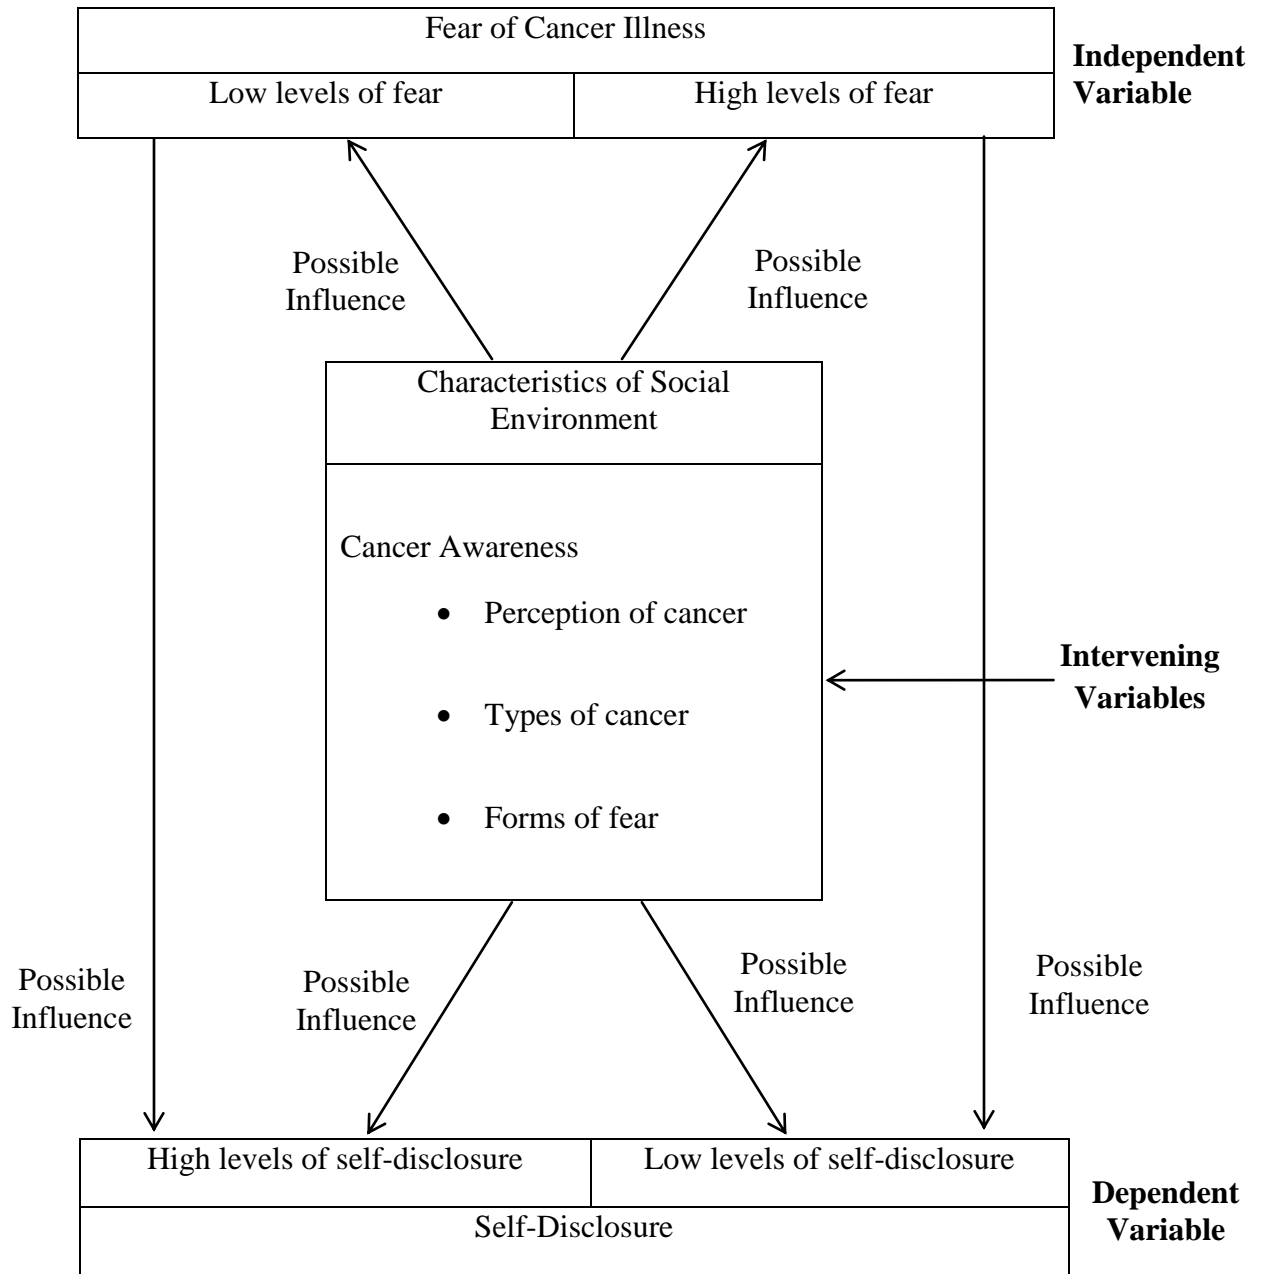 Fear of Cancer Illness
Independent
Variable
Low levels of fear
High levels of fear
Possible
Influence
Possible
Influence
Characteristics of Social
Environment
Cancer Awareness
• Perception of cancer
Intervening
Variables
• Types of cancer
• Forms of fear
Possible
Influence
Possible
Influence
Possible
Influence
Possible
Influence
High levels of self-disclosure
Low levels of self-disclosure
Self-Disclosure
Dependent
Variable